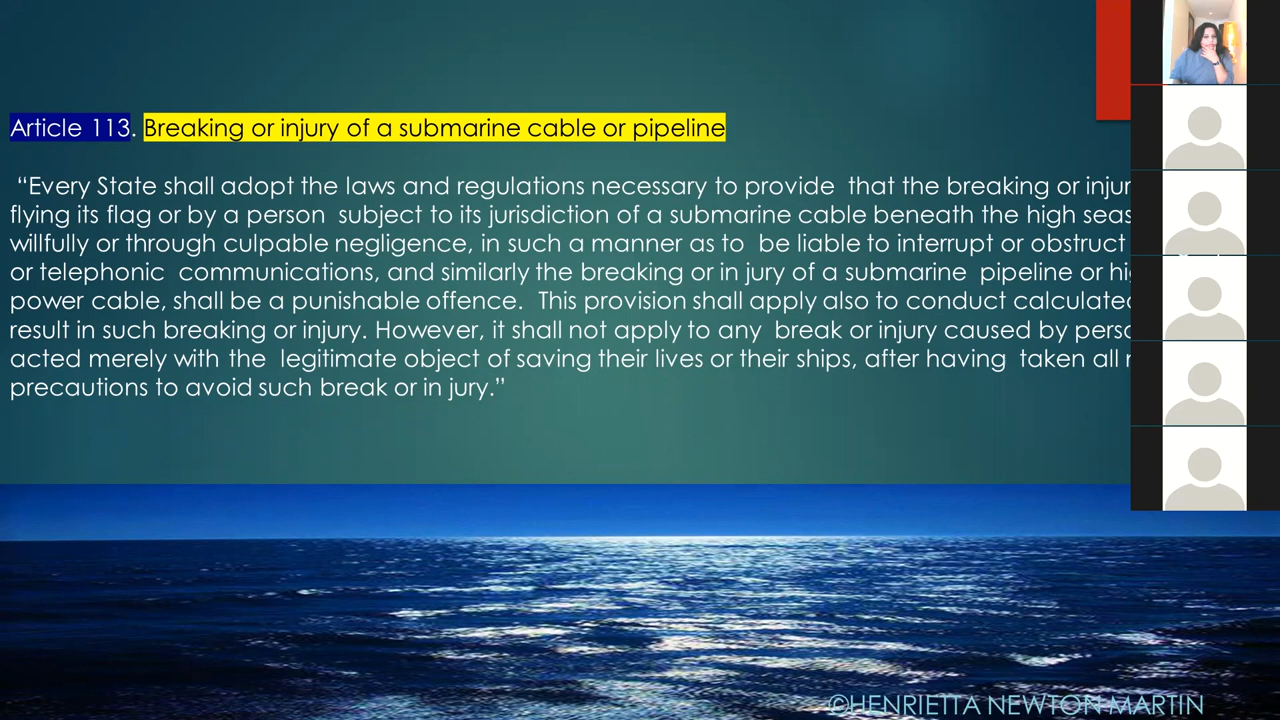 Article 113. Breaking or injury of a submarine cable or pipeline
“Every State shall adopt the laws and regulations necessary to provide that the breaking or
flying its flag or by a person subject to its jurisdiction of a submarine cable beneath the high seas
willfully or through culpable negligence, in such a manner as to be liable to interrupt or obstruct
or telephonic communications, and similarly the breaking or in jury of a submarine pipeline or
power cable, shall be a punishable offence. This provision shall apply also to conduct
result in such breaking or injury. However, it shall not apply to any break or injury caused by
acted merely with the legitimate object of saving their lives or their ships, after having taken all
precautions to avoid such break or in jury.”
©HENRIETTA NEWTON MARTIN